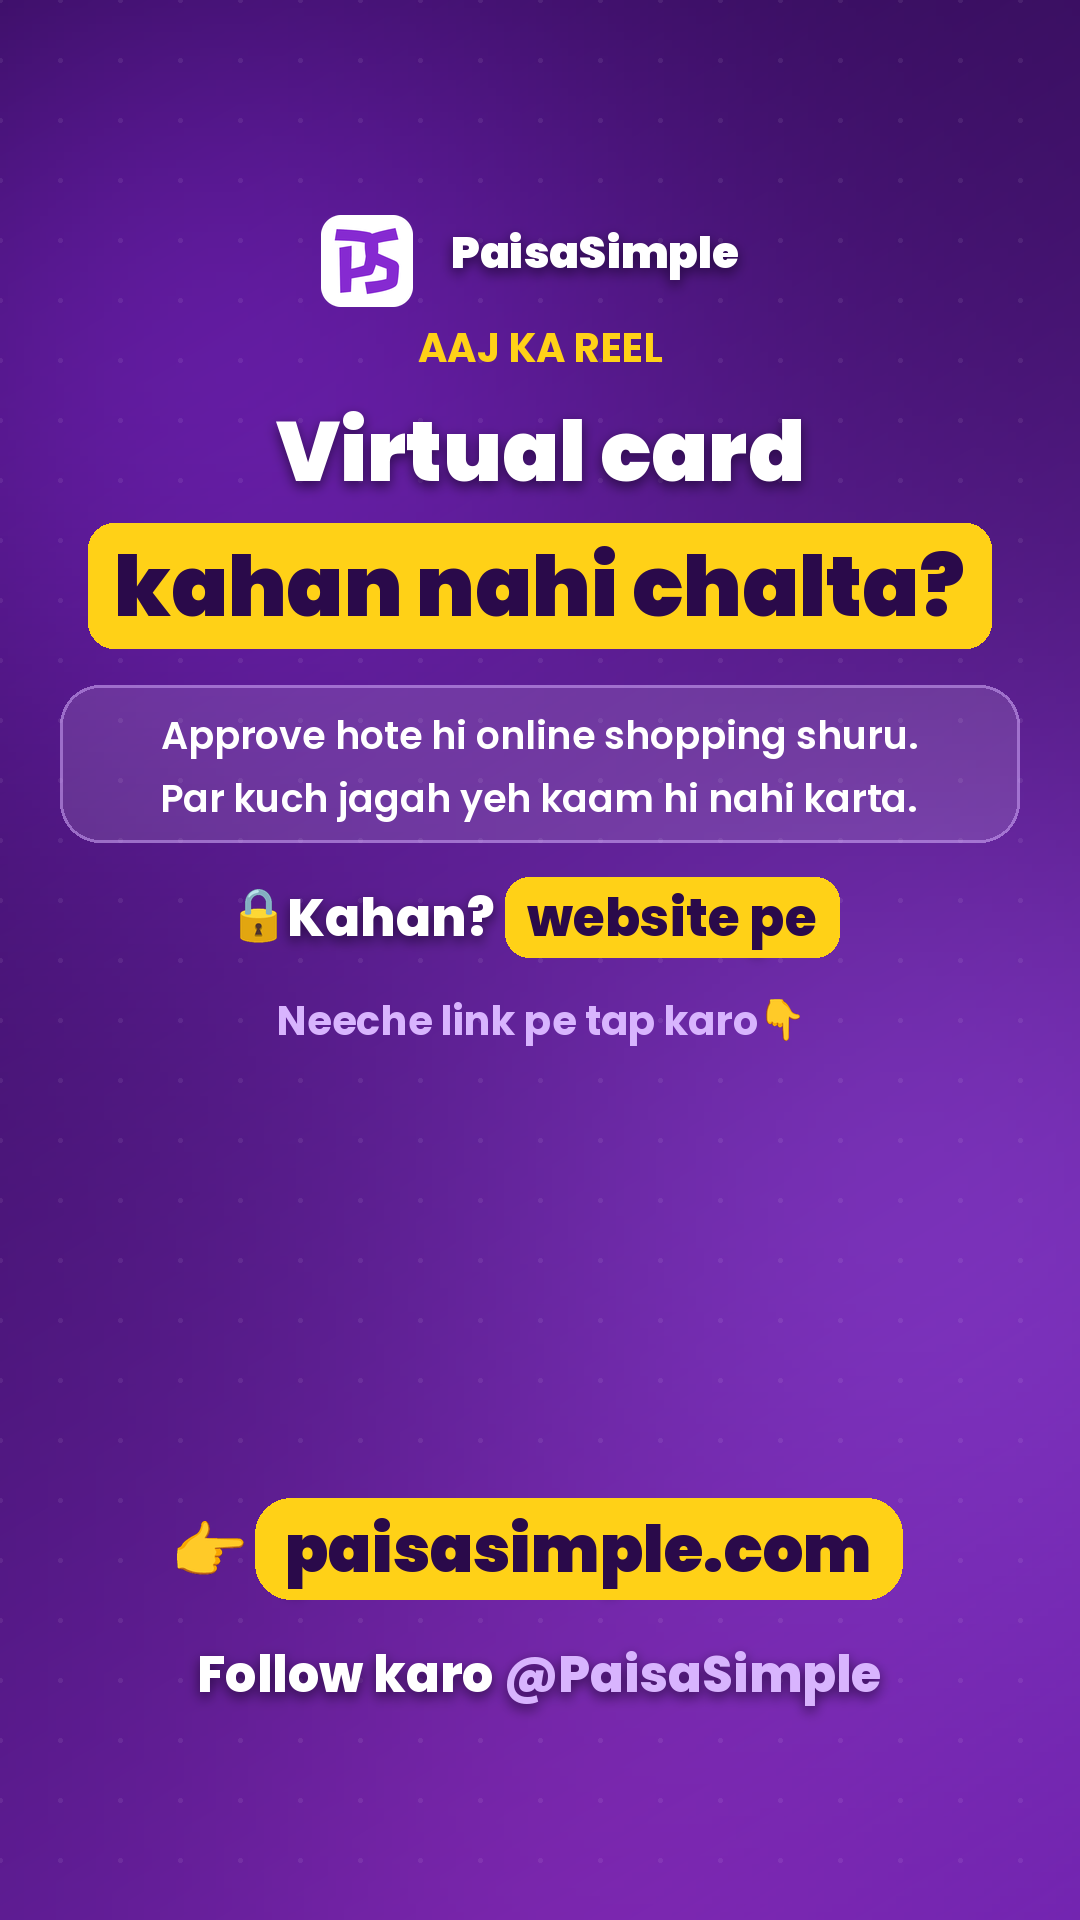 PS PaisaSimple
AAJ KA REEL
Virtual card
kahan nahi chalta?
Approve hote hi online shopping shuru.
Par kuch jagah yeh kaam hi nahi karta.
🔒Kahan? website pe
Neeche link pe tap karo👇
👉 paisasimple.com
Follow karo @PaisaSimple